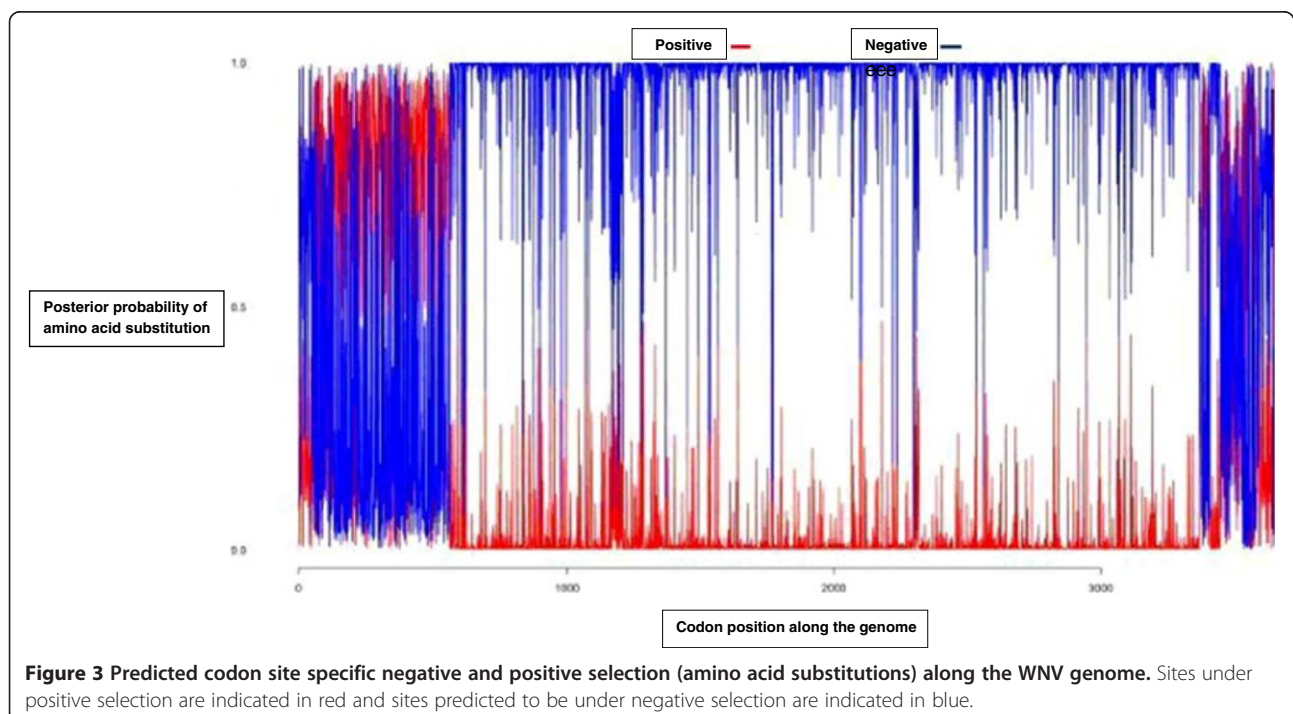 Positive
Negative
eee
1.0
Posterior probability of
amino acid substitution
0.5
0.0
0 1000 2000 3000
Codon position along the genome
Figure 3 Predicted codon site specific negative and positive selection (amino acid substitutions) along the WNV genome. Sites under
positive selection are indicated in red and sites predicted to be under negative selection are indicated in blue.